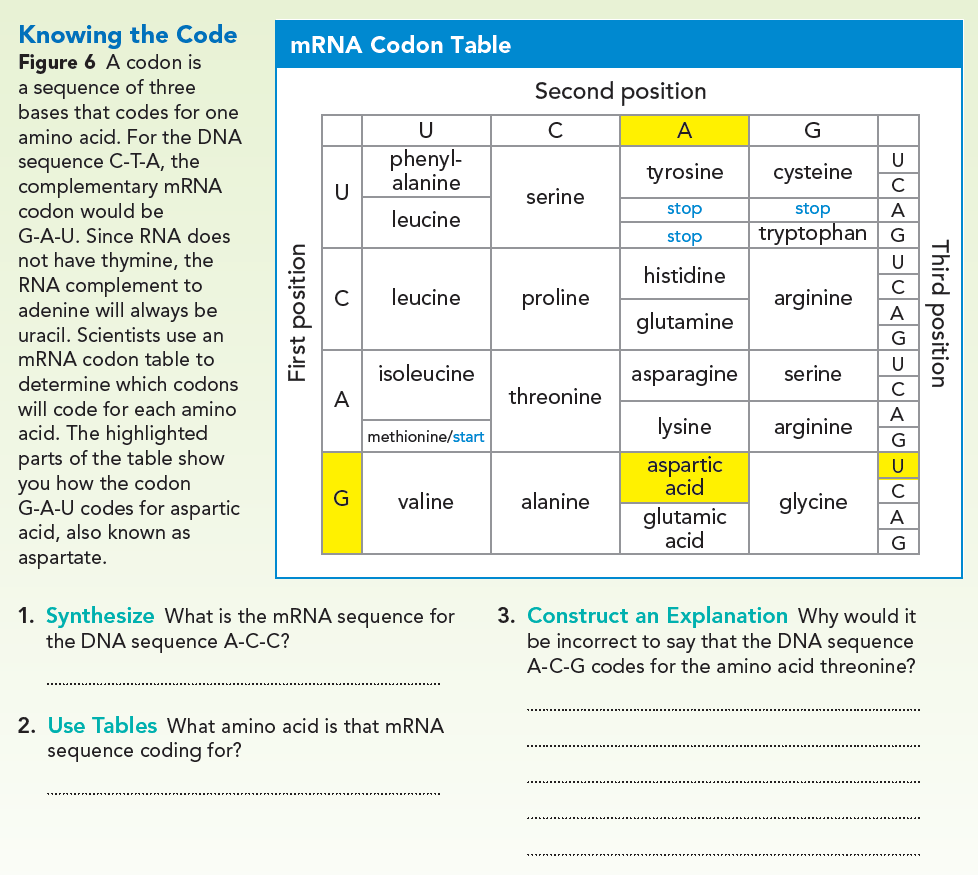 Knowing the Code
Figure 6 A codon is
a sequence of three
bases that codes for one
amino acid. For the DNA
sequence C-T-A, the
complementary mRNA
codon would be
G-A-U. Since RNA does
not have thymine, the
RNA complement to
adenine will always be
uracil. Scientists use an
mRNA codon table to
determine which codons
will code for each amino
acid. The highlighted
parts of the table show
you how the codon
G-A-U codes for aspartic
acid, also known as
aspartate.
mRNA Codon Table
Second position
U C A G
First position
U
phenyl-
alanine
leucine
serine
tyrosine
stop
stop
cysteine
stop
tryptophan
U
C
A
G
C
leucine
proline
histidine
glutamine
arginine
U
C
A
G
A
isoleucine
methionine/start
threonine
asparagine
lysine
serine
arginine
U
C
A
G
G
valine
alanine
aspartic
acid
glutamic
acid
glycine
U
C
A
G
Third position
1. Synthesize What is the mRNA sequence for
the DNA sequence A-C-C?
2. Use Tables What amino acid is that mRNA
sequence coding for?
3. Construct an Explanation Why would it
be incorrect to say that the DNA sequence
A-C-G codes for the amino acid threonine?